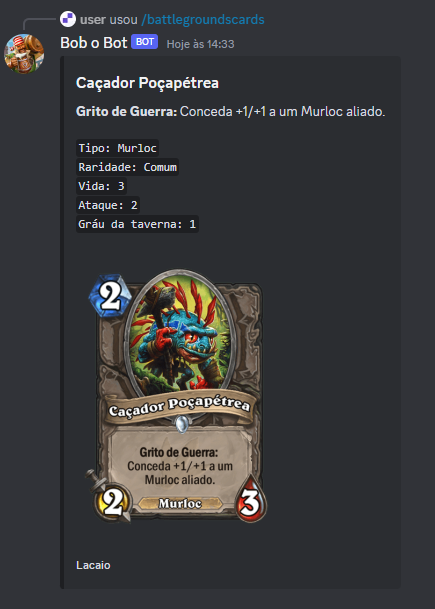 user usou /battlegroundscards
Bob o Bot BOT Hoje às 14:33
Caçador Poçapétrea
Grito de Guerra: Conceda +1/+1 a um Murloc aliado.
Tipo: Murloc
Raridade: Comum
Vida: 3
Ataque: 2
Gráu da taverna: 1
2
Caçador Poçapétrea
Grito de Guerra:
Conceda +1/+1 a um
Murloc aliado.
2 Murloc 3
Lacaio